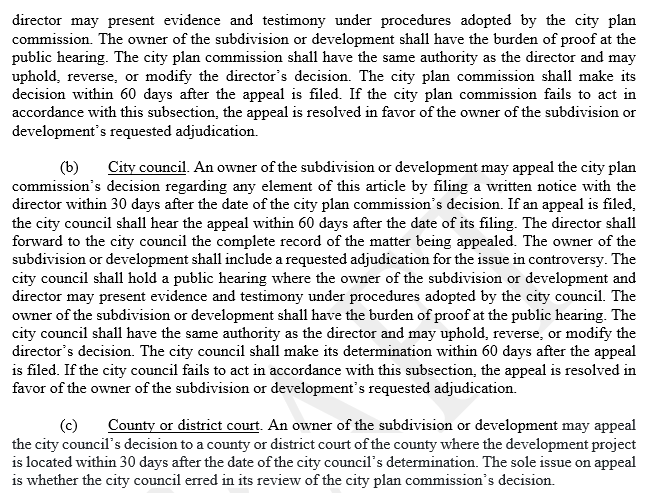 director may present evidence and testimony under procedures adopted by the city plan
commission. The owner of the subdivision or development shall have the burden of proof at the
public hearing. The city plan commission shall have the same authority as the director and may
uphold, reverse, or modify the director's decision. The city plan commission shall make its
decision within 60 days after the appeal is filed. If the city plan commission fails to act in
accordance with this subsection, the appeal is resolved in favor of the owner of the subdivision or
development's requested adjudication.
(b) City council. An owner of the subdivision or development may appeal the city plan
commission's decision regarding any element of this article by filing a written notice with the
director within 30 days after the date of the city plan commission's decision. If an appeal is filed,
the city council shall hear the appeal within 60 days after the date of its filing. The director shall
forward to the city council the complete record of the matter being appealed. The owner of the
subdivision or development shall include a requested adjudication for the issue in controversy. The
city council shall hold a public hearing where the owner of the subdivision or development and
director may present evidence and testimony under procedures adopted by the city council. The
owner of the subdivision or development shall have the burden of proof at the public hearing. The
city council shall have the same authority as the director and may uphold, reverse, or modify the
director's decision. The city council shall make its determination within 60 days after the appeal
is filed. If the city council fails to act in accordance with this subsection, the appeal is resolved in
favor of the owner of the subdivision or development's requested adjudication.
(c) County or district court. An owner of the subdivision or development may appeal
the city council's decision to a county or district court of the county where the development project
is located within 30 days after the date of the city council's determination. The sole issue on appeal
is whether the city council erred in its review of the city plan commission's decision.